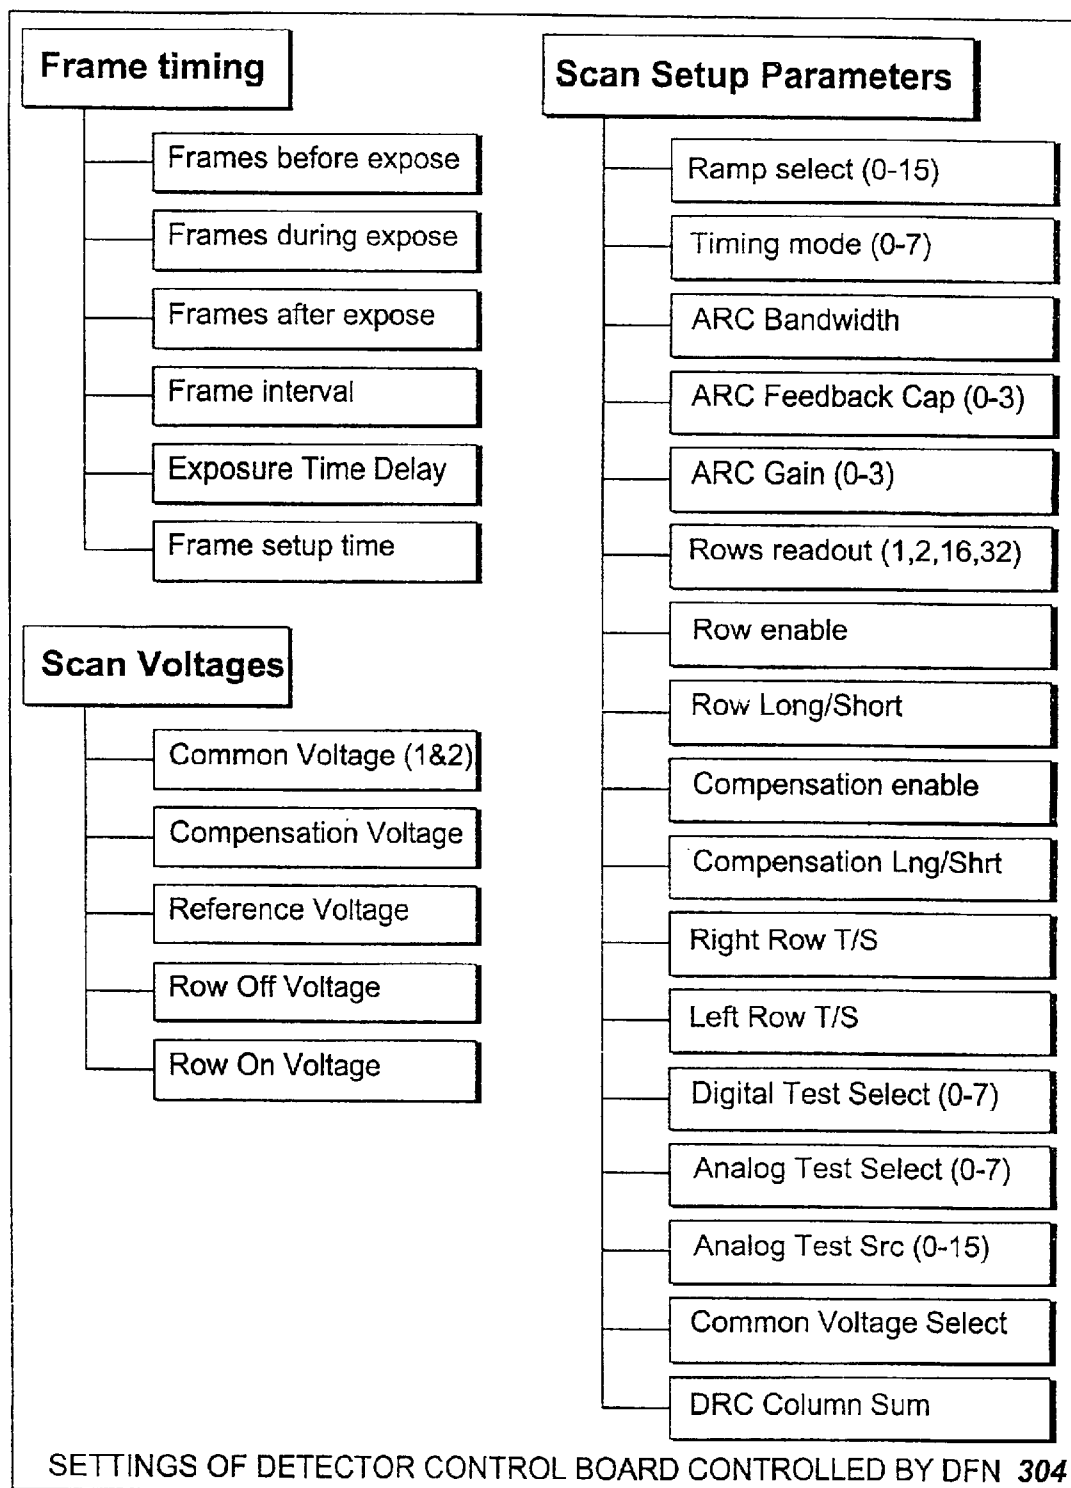 Frame timing
Frames before expose
Frames during expose
Frames after expose
Frame interval
Exposure Time Delay
Frame setup time
Scan Voltages
Common Voltage (1&2)
Compensation Voltage
Reference Voltage
Row Off Voltage
Row On Voltage
Scan Setup Parameters
Ramp select (0-15)
Timing mode (0-7)
ARC Bandwidth
ARC Feedback Cap (0-3)
ARC Gain (0-3)
Rows readout (1,2,16,32)
Row enable
Row Long/Short
Compensation enable
Compensation Lng/Shrt
Right Row T/S
Left Row T/S
Digital Test Select (0-7)
Analog Test Select (0-7)
Analog Test Src (0-15)
Common Voltage Select
DRC Column Sum
SETTINGS OF DETECTOR CONTROL BOARD CONTROLLED BY DFN 304